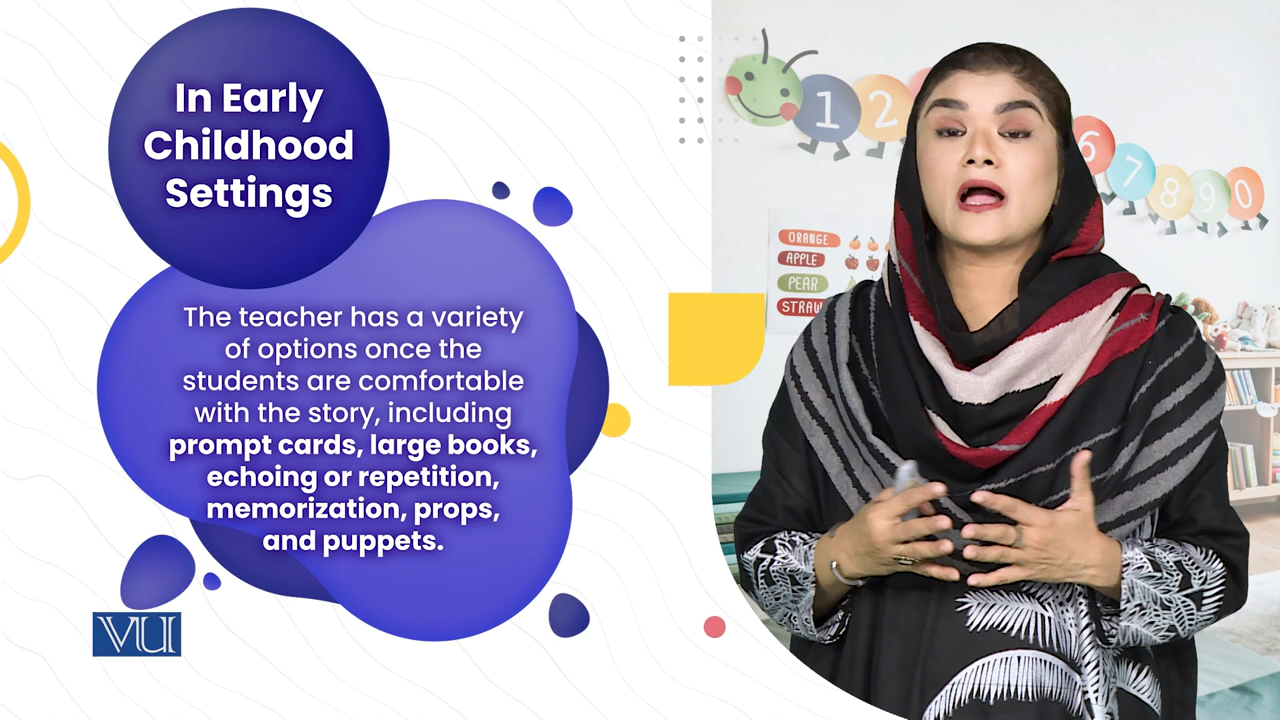 In Early
Childhood
Settings
The teacher has a variety
of options once the
students are comfortable
with the story, including
prompt cards, large books,
echoing or repetition,
memorization, props,
and puppets.
VU
1 2
6 7 8 9 0
ORANGE
APPLE
PEAR
STRAW